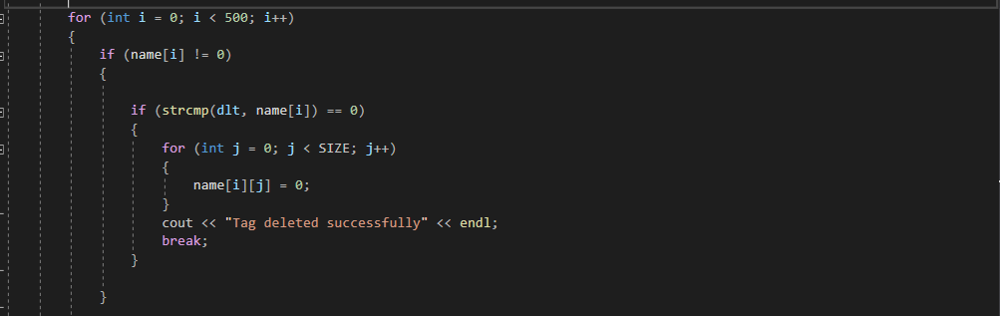 for (int i = 0; i < 500; i++)
{
if (name[i] != 0)
{
if (strcmp(dlt, name[i]) == 0)
{
for (int j = 0; j < SIZE; j++)
{
name[i][j] = 0;
}
cout << "Tag deleted successfully" << endl;
break;
}
}